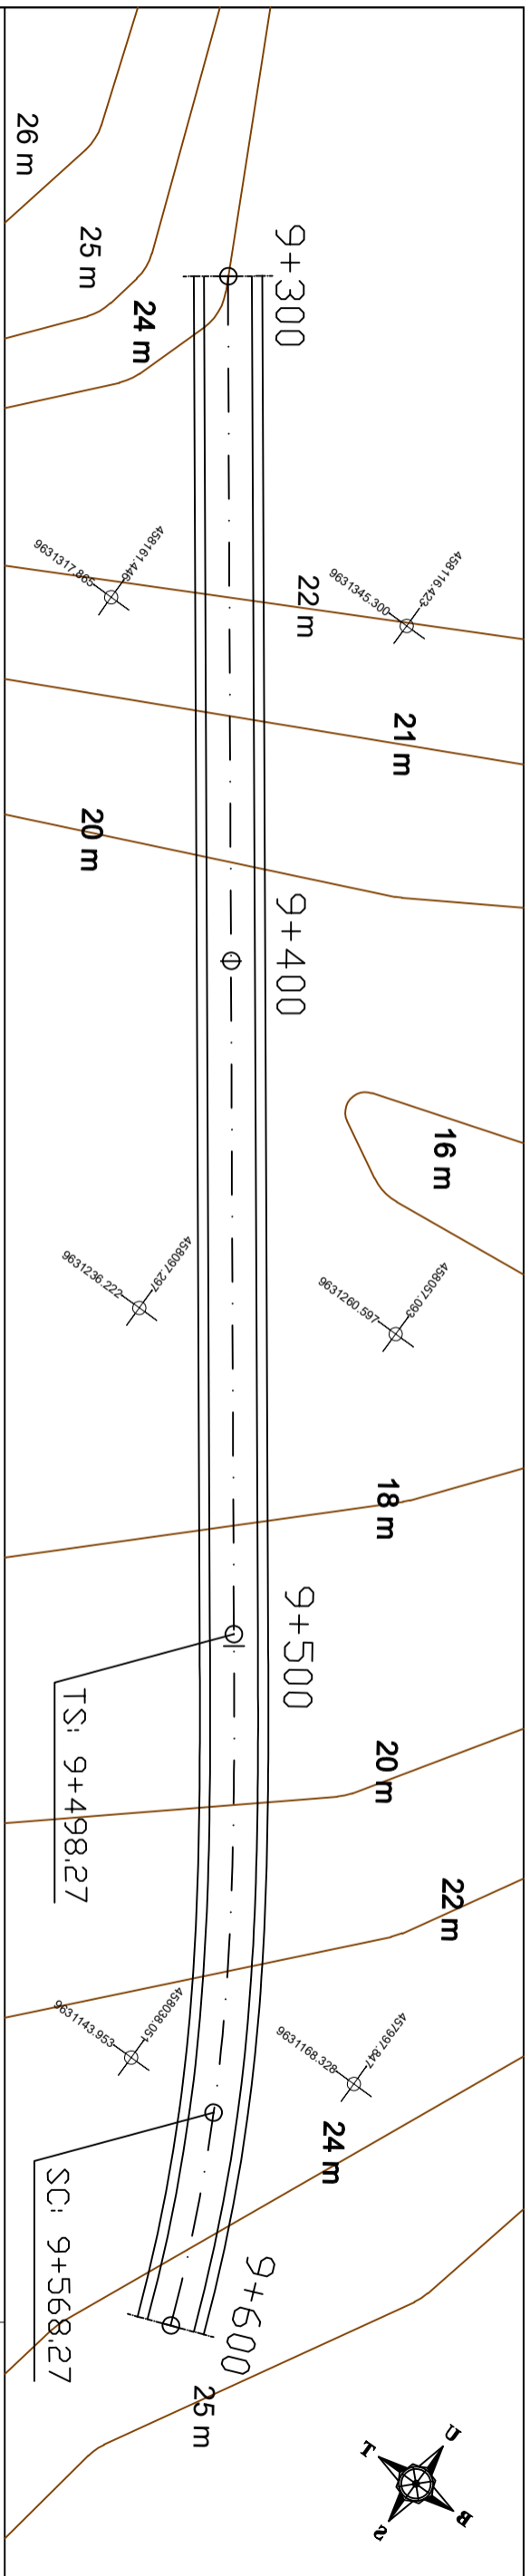 26 m
25 m
24 m
9+300
9631317.865
458161.446
22 m
9631345.300
458116.423
21 m
20 m
9+400
16 m
9631236.222
458097.297
9631260.597
458057.093
18 m
9+500
TS: 9+498.27
20 m
22 m
9631143.953
458038.051
9631168.328
457997.847
24 m
SC: 9+568.27
9+600
25 m
U
T
B
S